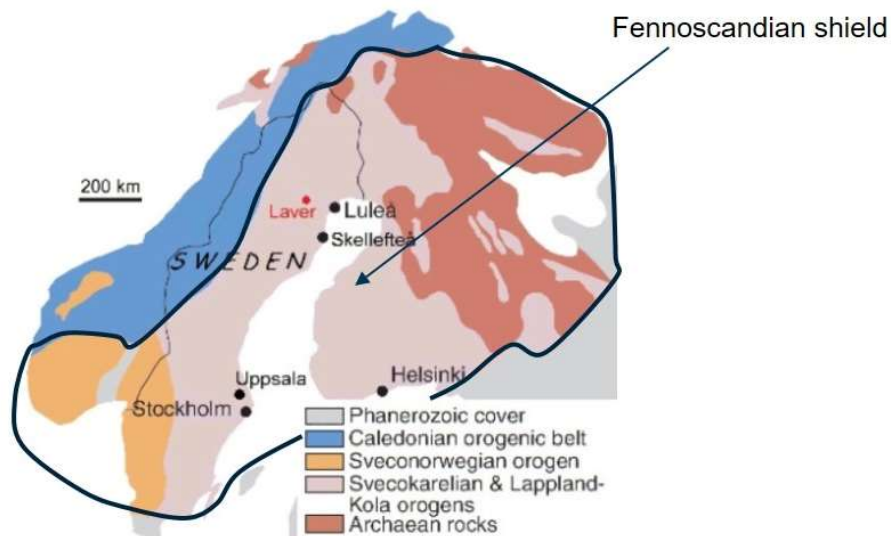 Fennoscandian shield
200 km
Laver
Luleå
Skellefteå
SWEDEN
Uppsala
Helsinki
Stockholm
Phanerozoic cover
Caledonian orogenic belt
Sveconorwegian orogen
Svecokarelian & Lappland-
Kola orogens
Archaean rocks